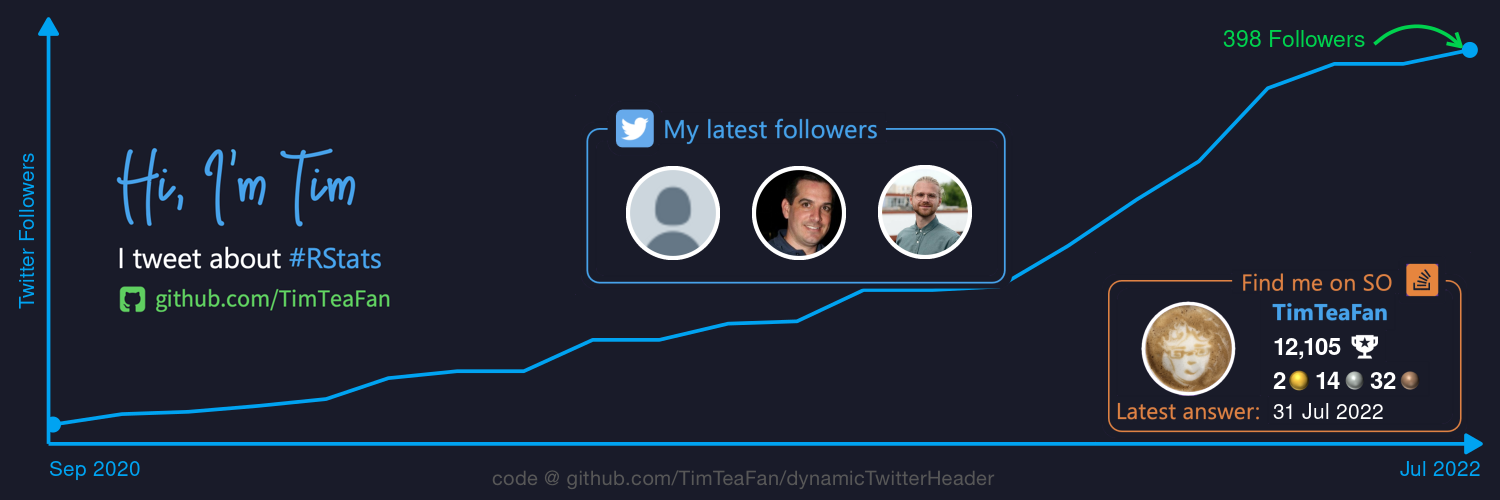 398 Followers
Twitter Followers
Hi, I'm Tim
I tweet about #RStats
github.com/TimTeaFan
My latest followers
Find me on SO
TimTeaFan
12,105
2 14 32
Latest answer: 31 Jul 2022
Sep 2020
Jul 2022
code @ github.com/TimTeaFan/dynamicTwitterHeader